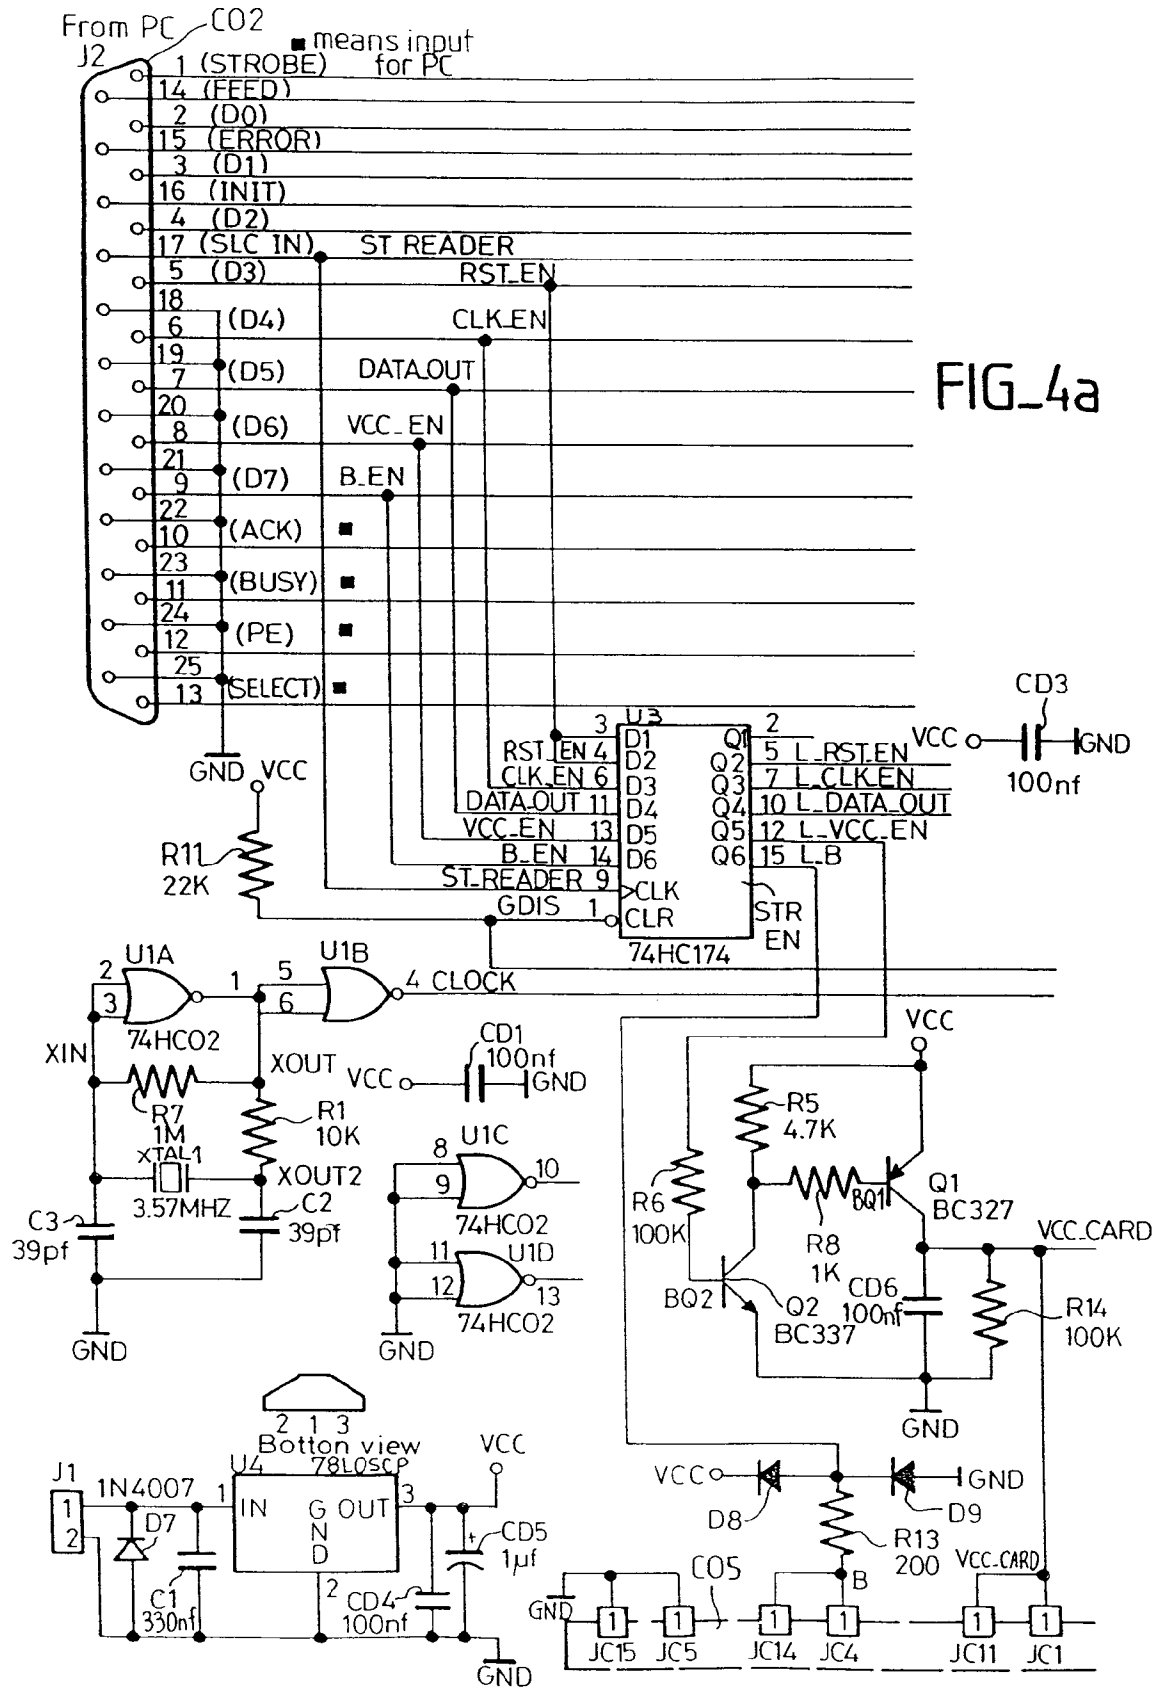 From PC
CO2
J2
■ means input
for PC
1 (STROBE)
14 (FEED)
2 (D0)
15 (ERROR)
3 (D1)
16 (INIT)
4 (D2)
17 (SLC IN) ST READER
5 (D3) RST_EN
18
(D4) CLK_EN
6
19
(D5) DATA_OUT
7
FIG_4a
20
(D6) VCC_EN
8
21
(D7) B_EN
9
22
(ACK) ■
10
23
(BUSY) ■
11
24
(PE) ■
12
25
(SELECT) ■
13
GND
CD3
VCC
GND
100nf
U3
3 D1 Q1 2
RST_EN 4 D2 Q2 5 L_RST_EN
CLK_EN 6 D3 Q3 7 L_CLK_EN
DATA_OUT 11 D4 Q4 10 L_DATA_OUT
VCC_EN 13 D5 Q5 12 L_VCC_EN
B_EN 14 D6 Q6 15 L_B
ST_READER 9 CLK
GDIS 1 CLR
STR
EN
74HC174
VCC
R11
22K
U1A
2
3
1
74HC02
U1B
5
6
4 CLOCK
XIN
XOUT
R7
1M
R1
10K
XTAL1
XOUT2
3.57MHZ
C3
39pf
C2
39pf
GND
CD1
100nf
VCC
GND
U1C
8
9
10
74HC02
U1D
11
12
13
74HC02
GND
VCC
R5
4.7K
R6
100K
R8
1K
BQ1
Q1
BC327
VCC_CARD
BQ2
Q2
BC337
CD6
100nf
R14
100K
GND
2 1 3
Botton view
U4
78L05CP
VCC
J1
1
2
1N4007
D7
1 IN
GND
OUT 3
2
C1
330nf
CD4
100nf
+
CD5
1µf
GND
VCC
D8
D9
GND
R13
200
B
VCC_CARD
CO5
GND
1 1 1 1 1 1
JC15 JC5 JC14 JC4 JC11 JC1